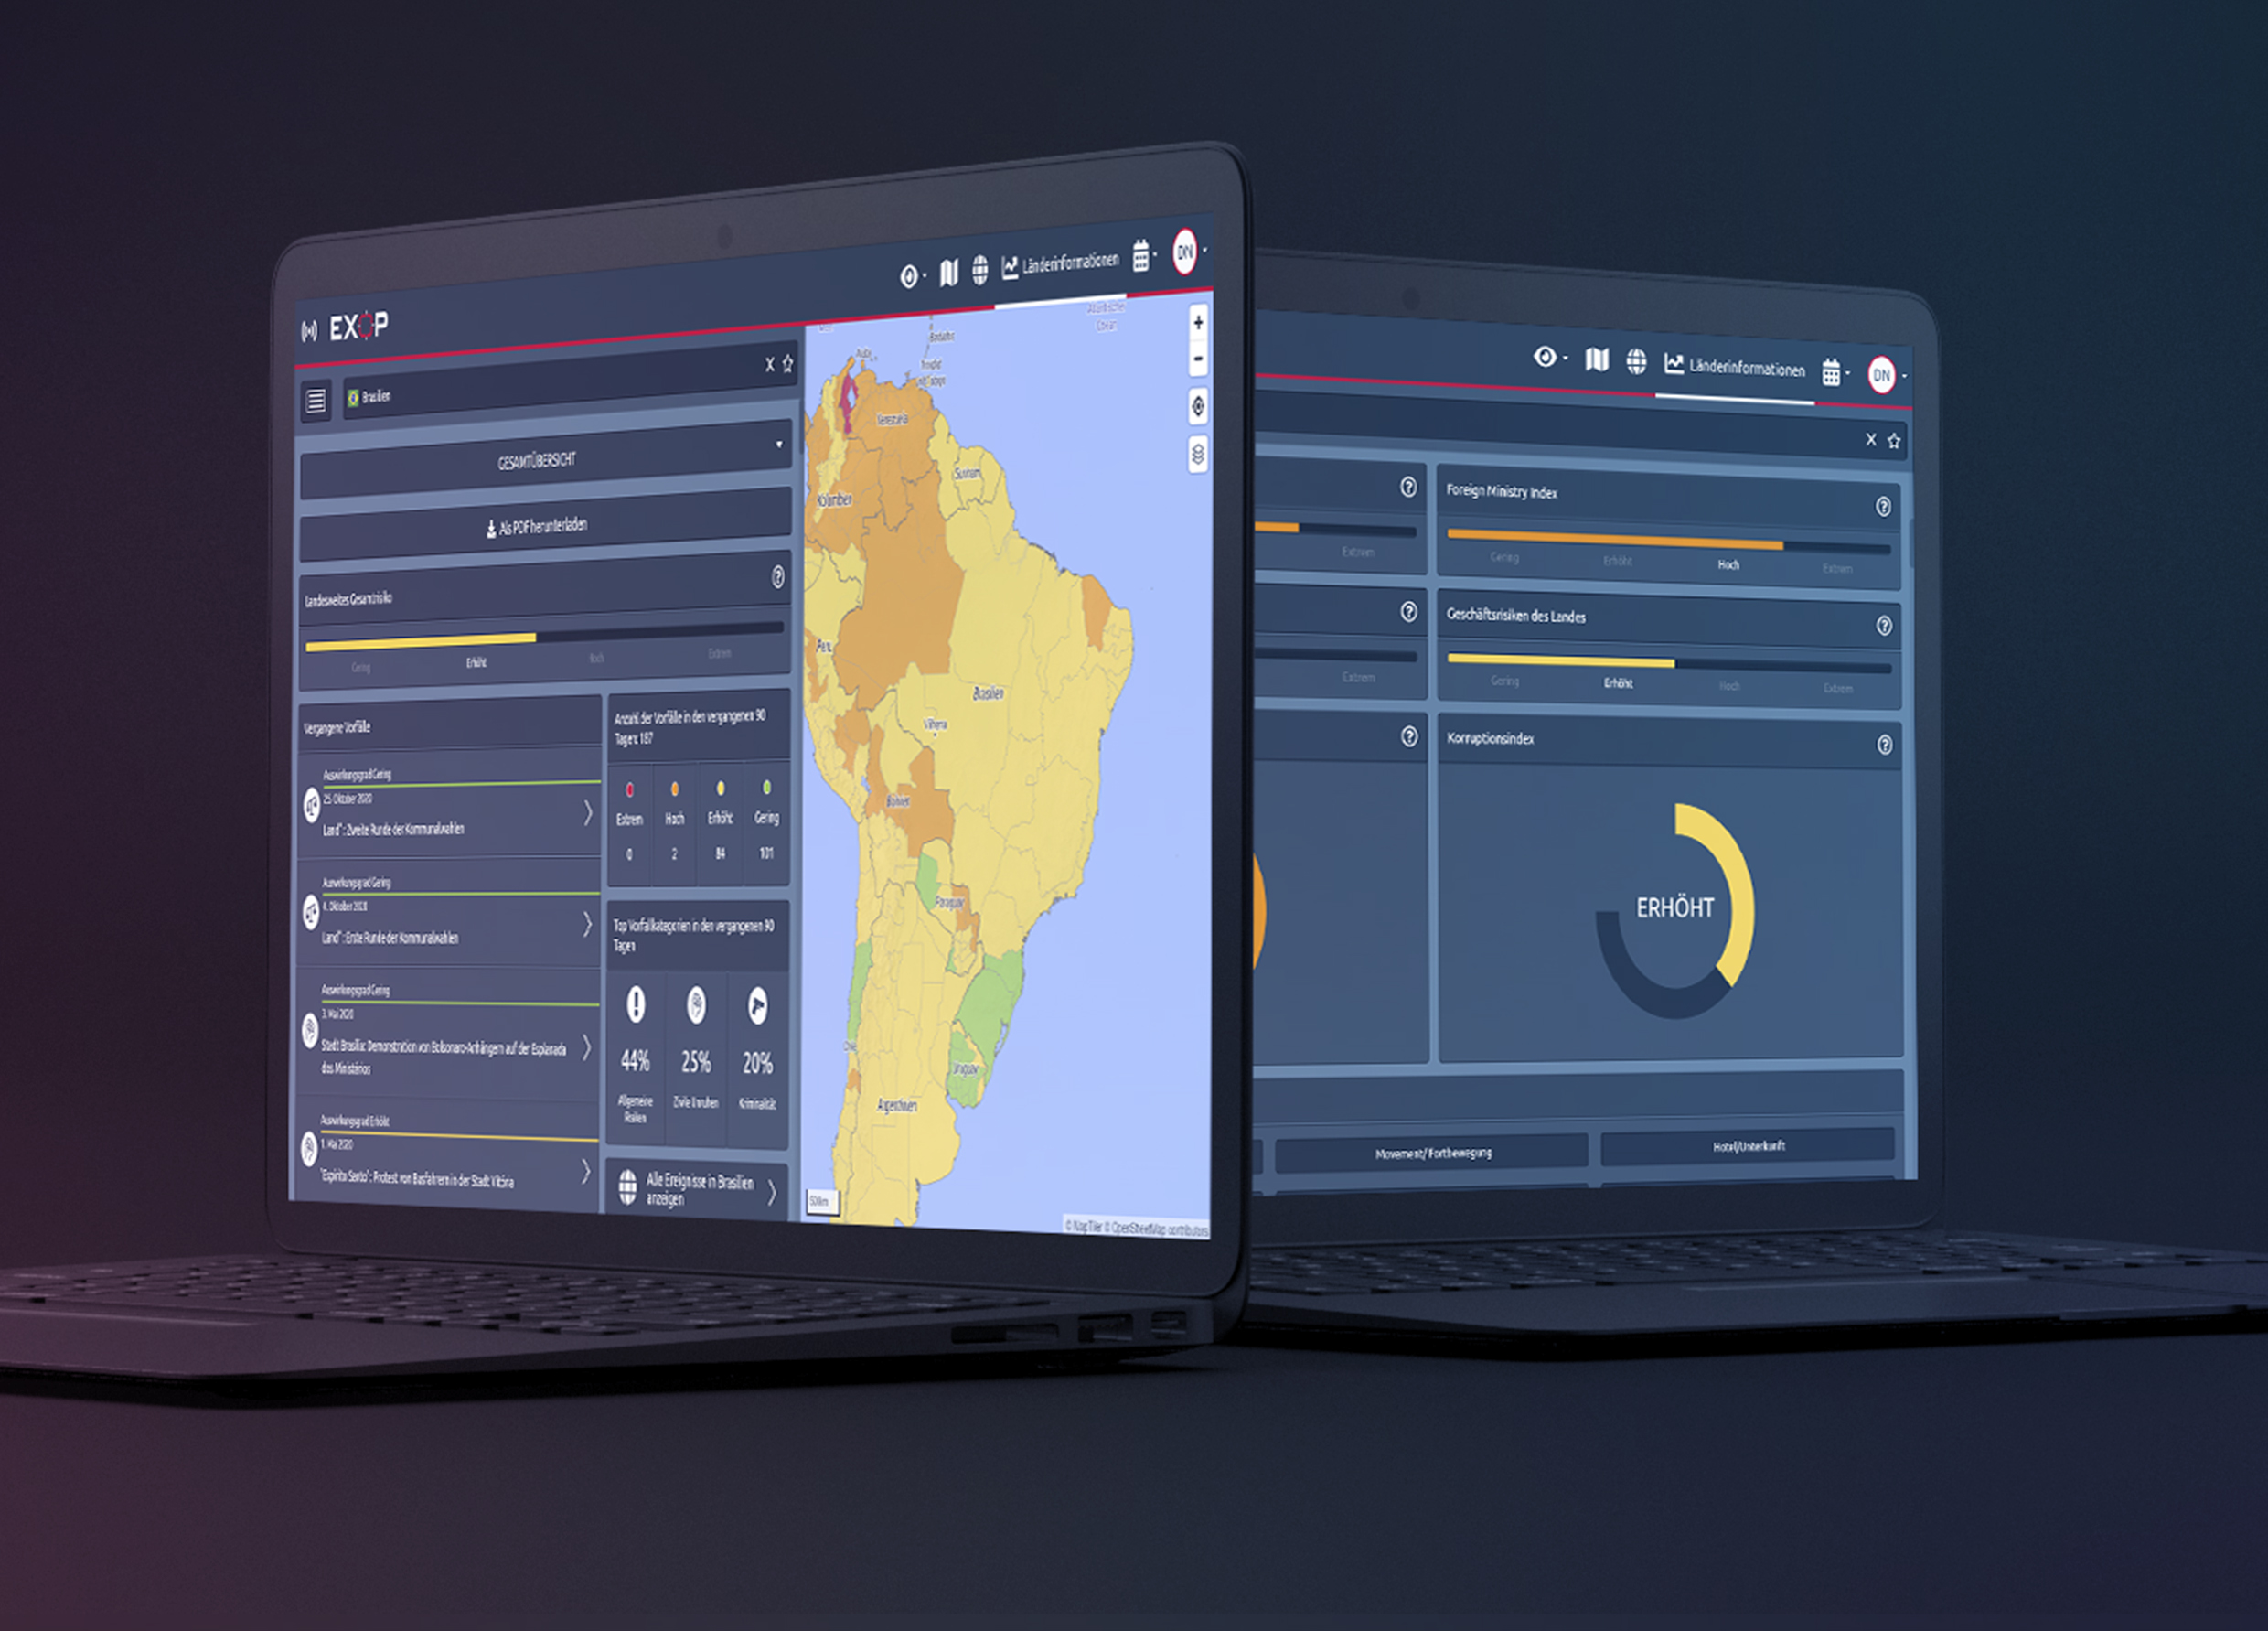 EXOP
Länderinformationen
DN
Brasilien
GESAMTÜBERSICHT
Als PDF herunterladen
Landesweites Gesamtrisiko
Gering
Erhöht
Hoch
Extrem
Vergangene Vorfälle
Auswirkungsgrad Gering
25. Oktober 2020
Land": Zweite Runde der Kommunalwahlen
Auswirkungsgrad Gering
4. Oktober 2020
Land": Erste Runde der Kommunalwahlen
Auswirkungsgrad Gering
3. Mai 2020
Stadt Brasília: Demonstration von Bolsonaro-Anhängern auf der Esplanada
dos Ministérios
Auswirkungsgrad Erhöht
1. Mai 2020
"Espírito Santo": Protest von Busfahrern in der Stadt Vitória
Anzahl der Vorfälle in den vergangenen 90
Tagen: 187
Extrem
Hoch
Erhöht
Gering
0
2
84
101
Top Vorfallkategorien in den vergangenen 90
Tagen
44%
25%
20%
Allgemeine
Risiken
Zivile Unruhen
Kriminalität
Alle Ereignisse in Brasilien
anzeigen
Atlantischer
Ozean
Barbados
Trinidad
Aruba
Venezuela
Surinam
Kolumbien
Peru
Brasilien
Vilhena
Bolivien
Paraguay
Chile
Uruguay
Argentinien
500km
© MapTiler © OpenStreetMap contributors
Länderinformationen
DN
Extrem
Foreign Ministry Index
Gering
Erhöht
Hoch
Extrem
Extrem
Geschäftsrisiken des Landes
Gering
Erhöht
Hoch
Extrem
Korruptionsindex
ERHÖHT
Movement/ Fortbewegung
Hotel/Unterkunft